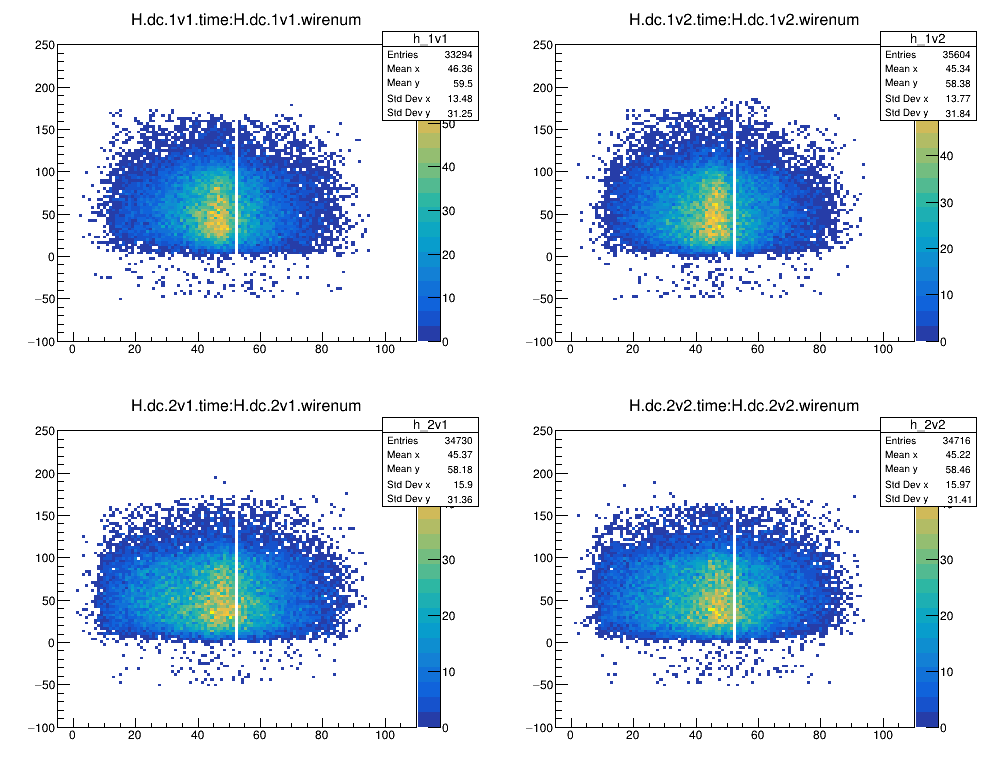 H.dc.1v1.time:H.dc.1v1.wirenum
h_1v1
Entries 33294
Mean x 46.36
Mean y 59.5
Std Dev x 13.48
Std Dev y 31.25
250
200
150
100
50
0
−50
−100
0 20 40 60 80 100
50
40
30
20
10
0
H.dc.1v2.time:H.dc.1v2.wirenum
h_1v2
Entries 35604
Mean x 45.34
Mean y 58.38
Std Dev x 13.77
Std Dev y 31.84
250
200
150
100
50
0
−50
−100
0 20 40 60 80 100
40
30
20
10
0
H.dc.2v1.time:H.dc.2v1.wirenum
h_2v1
Entries 34730
Mean x 45.37
Mean y 58.18
Std Dev x 15.9
Std Dev y 31.36
250
200
150
100
50
0
−50
−100
0 20 40 60 80 100
30
20
10
0
H.dc.2v2.time:H.dc.2v2.wirenum
h_2v2
Entries 34716
Mean x 45.22
Mean y 58.46
Std Dev x 15.97
Std Dev y 31.41
250
200
150
100
50
0
−50
−100
0 20 40 60 80 100
30
20
10
0